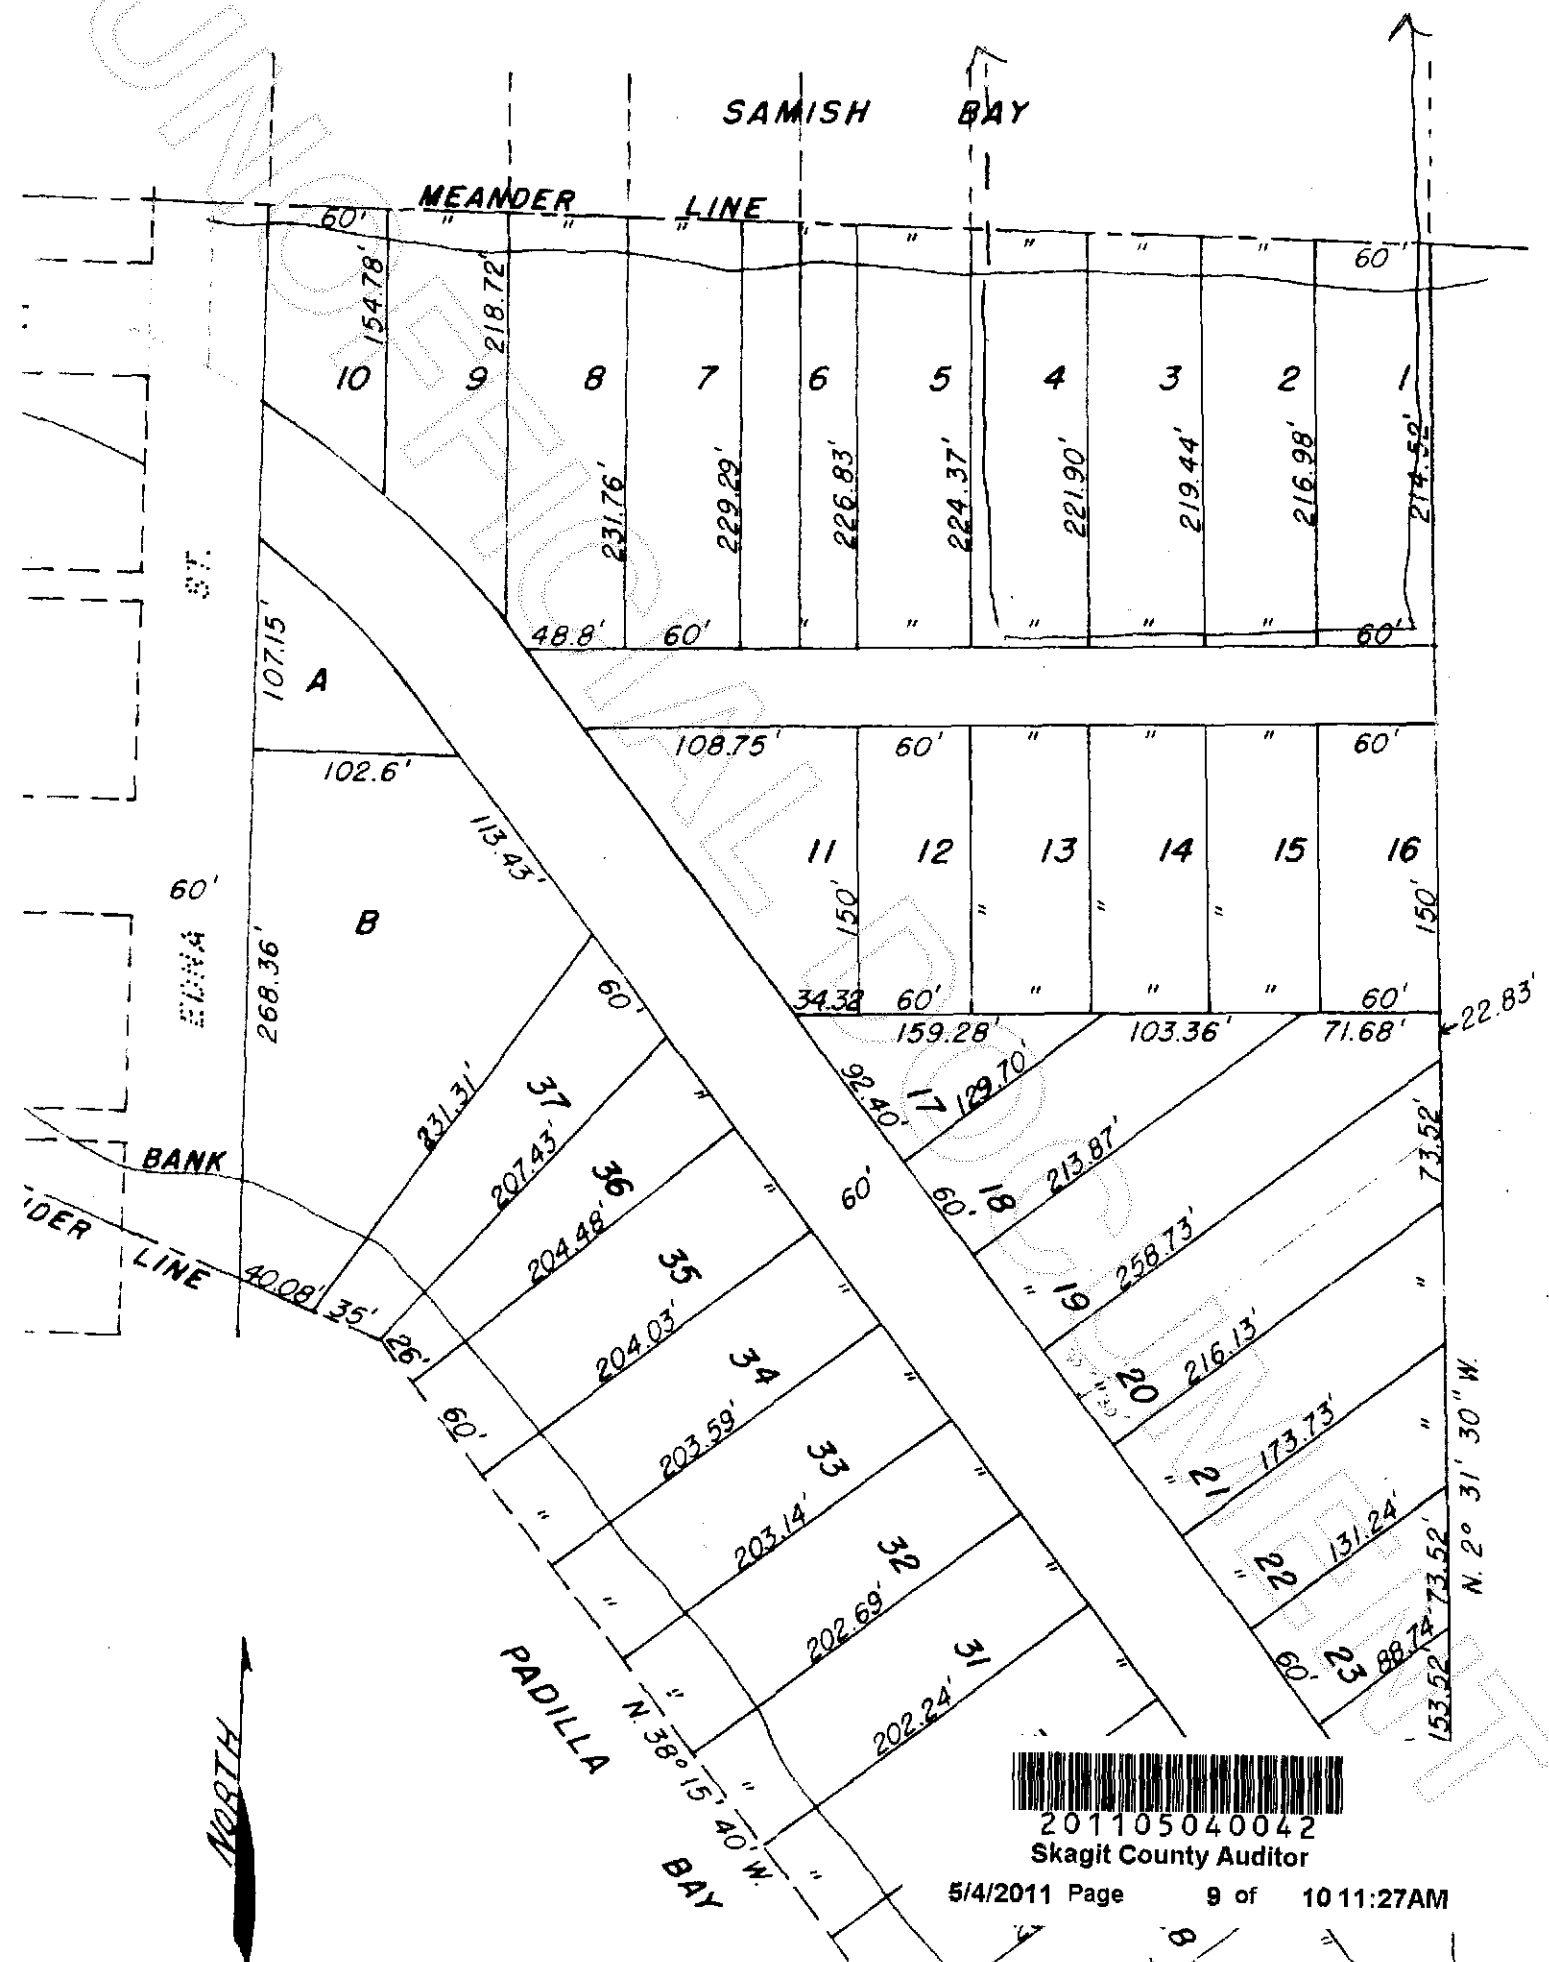 SAMISH BAY
MEANDER LINE
60' " " " " " " " " 60'
154.78' 218.72' 231.76' 229.29' 226.83' 224.37' 221.90' 219.44' 216.98' 214.52'
10 9 8 7 6 5 4 3 2 1
48.8' 60' " " " " " 60'
ST.
107.15'
A
102.6'
108.75' 60' " " " 60'
11 12 13 14 15 16
150' " " " 150'
34.32 60' " " " 60'
159.28' 103.36' 71.68' 22.83'
60'
EDNA
268.36'
B
113.43'
60'
231.31'
37
207.43'
36
204.48'
35
204.03'
34
203.59'
33
203.14'
32
202.69'
31
202.24'
" " " " " " " "
92.40'
17
129.70'
60'
60'
18
213.87'
" 19
258.73'
" 20
216.13'
" 21
173.73'
" 22
131.24'
60'
23
88.74'
73.52'
"
"
73.52'
153.52'
N. 2° 31' 30" W.
BANK
DER LINE
40.08' 35' 26'
60'
" " " " "
N. 38° 15' 40" W.
PADILLA
BAY
NORTH
8
201105040042
Skagit County Auditor
5/4/2011 Page 9 of 10 11:27AM
UNOFFICIAL DOCUMENT